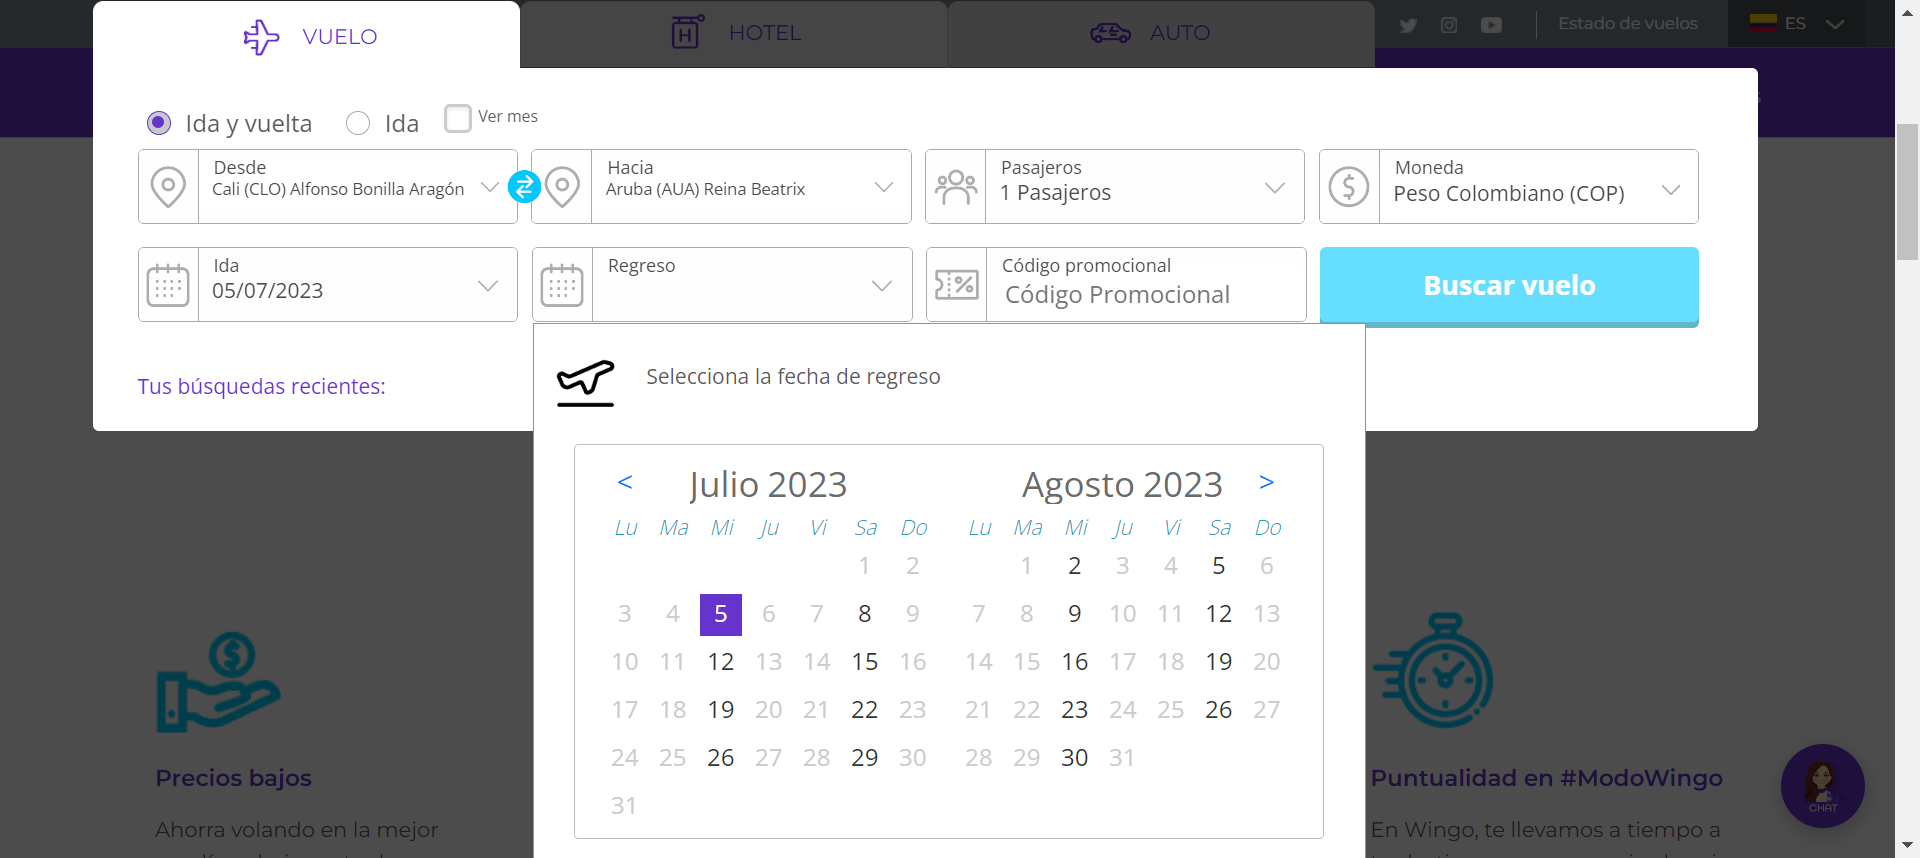 VUELO
HOTEL
AUTO
Estado de vuelos
ES
Ida y vuelta
Ida
Ver mes
Desde
Cali (CLO) Alfonso Bonilla Aragón
Hacia
Aruba (AUA) Reina Beatrix
Pasajeros
1 Pasajeros
Moneda
Peso Colombiano (COP)
Ida
05/07/2023
Regreso
Código promocional
Código Promocional
Buscar vuelo
Tus búsquedas recientes:
Selecciona la fecha de regreso
< Julio 2023
Lu Ma Mi Ju Vi Sa Do
1 2
3 4 5 6 7 8 9
10 11 12 13 14 15 16
17 18 19 20 21 22 23
24 25 26 27 28 29 30
31
Agosto 2023 >
Lu Ma Mi Ju Vi Sa Do
1 2 3 4 5 6
7 8 9 10 11 12 13
14 15 16 17 18 19 20
21 22 23 24 25 26 27
28 29 30 31
Precios bajos
Ahorra volando en la mejor
Puntualidad en #ModoWingo
En Wingo, te llevamos a tiempo a
CHAT